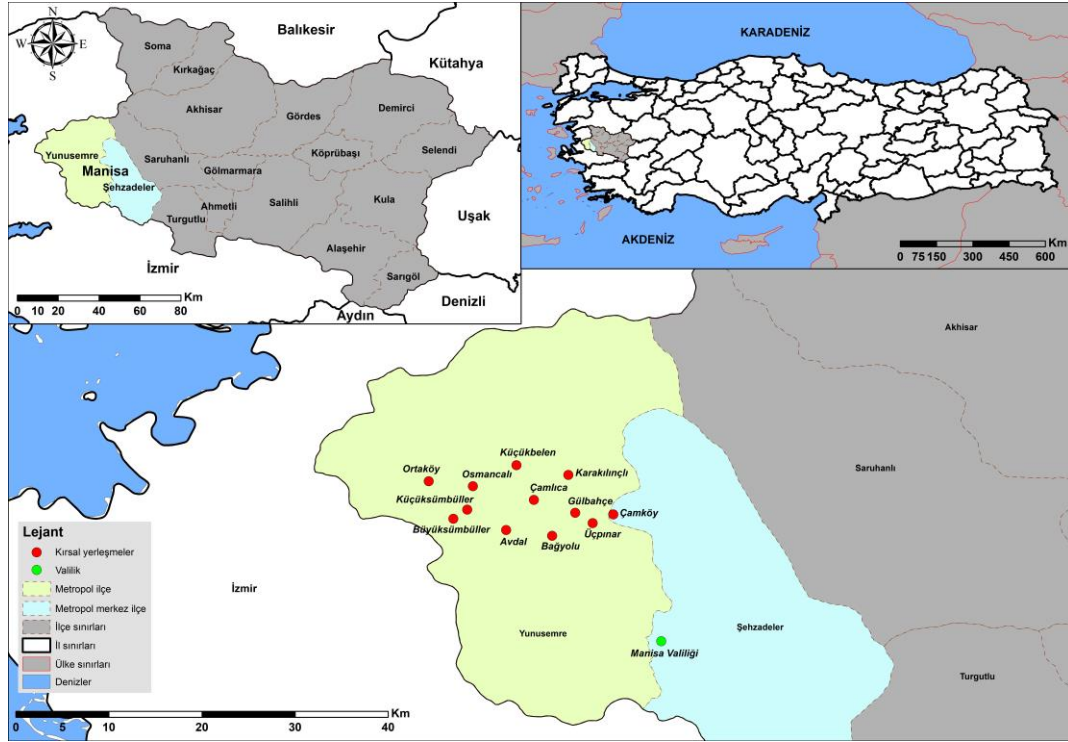 N
W
E
S
Balıkesir
Kütahya
Soma
Kırkağaç
Akhisar
Gördes
Demirci
Yunusemre
Manisa
Saruhanlı
Köprübaşı
Selendi
Şehzadeler
Gölmarmara
Ahmetli
Salihli
Kula
Uşak
Turgutlu
Alaşehir
İzmir
Sarıgöl
Denizli
Aydın
Km
0 10 20 40 60 80
KARADENİZ
AKDENİZ
Km
0 75 150 300 450 600
Akhisar
Saruhanlı
Küçükbelen
Ortaköy
Osmancalı
Karakılınçlı
Çamlıca
Küçüksümbüller
Gülbahçe
Çamköy
Büyüksümbüller
Avdal
Üçpınar
Bağyolu
İzmir
Yunusemre
Şehzadeler
Manisa Valiliği
Turgutlu
Lejant
Kırsal yerleşmeler
Valilik
Metropol ilçe
Metropol merkez ilçe
İlçe sınırları
İl sınırları
Ülke sınırları
Denizler
Km
0 5 10 20 30 40